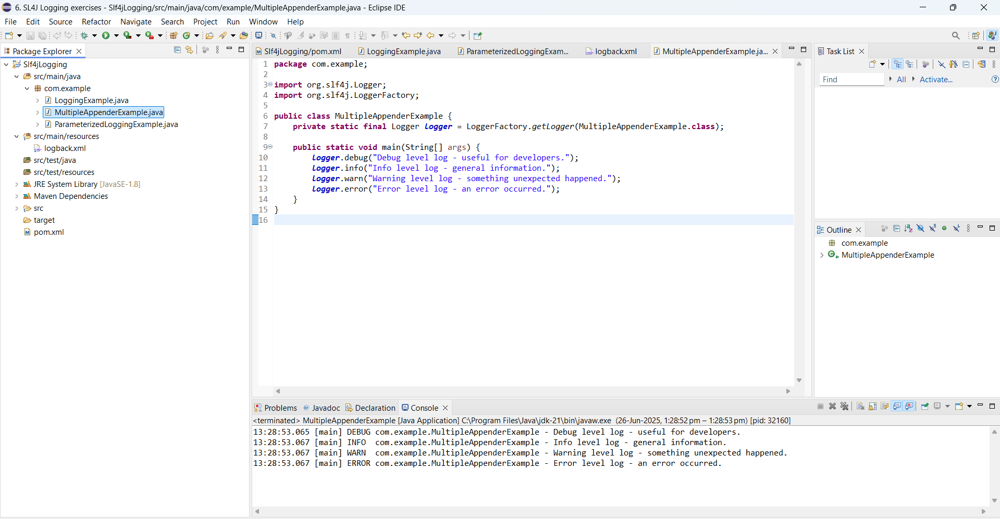 6. SL4J Logging exercises - Slf4jLogging/src/main/java/com/example/MultipleAppenderExample.java - Eclipse IDE
File Edit Source Refactor Navigate Search Project Run Window Help
Package Explorer
Slf4jLogging
src/main/java
com.example
LoggingExample.java
MultipleAppenderExample.java
ParameterizedLoggingExample.java
src/main/resources
logback.xml
src/test/java
src/test/resources
JRE System Library [JavaSE-1.8]
Maven Dependencies
src
target
pom.xml
Slf4jLogging/pom.xml LoggingExample.java ParameterizedLoggingExam... logback.xml MultipleAppenderExample.ja...
1 package com.example;
2
3 import org.slf4j.Logger;
4 import org.slf4j.LoggerFactory;
5
6 public class MultipleAppenderExample {
7 private static final Logger logger = LoggerFactory.getLogger(MultipleAppenderExample.class);
8
9 public static void main(String[] args) {
10 logger.debug("Debug level log - useful for developers.");
11 logger.info("Info level log - general information.");
12 logger.warn("Warning level log - something unexpected happened.");
13 logger.error("Error level log - an error occurred.");
14 }
15 }
16
Task List
Find All Activate...
Outline
com.example
MultipleAppenderExample
Problems Javadoc Declaration Console
<terminated> MultipleAppenderExample [Java Application] C:\Program Files\Java\jdk-21\bin\javaw.exe (26-Jun-2025, 1:28:52 pm – 1:28:53 pm) [pid: 32160]
13:28:53.065 [main] DEBUG com.example.MultipleAppenderExample - Debug level log - useful for developers.
13:28:53.067 [main] INFO com.example.MultipleAppenderExample - Info level log - general information.
13:28:53.067 [main] WARN com.example.MultipleAppenderExample - Warning level log - something unexpected happened.
13:28:53.067 [main] ERROR com.example.MultipleAppenderExample - Error level log - an error occurred.